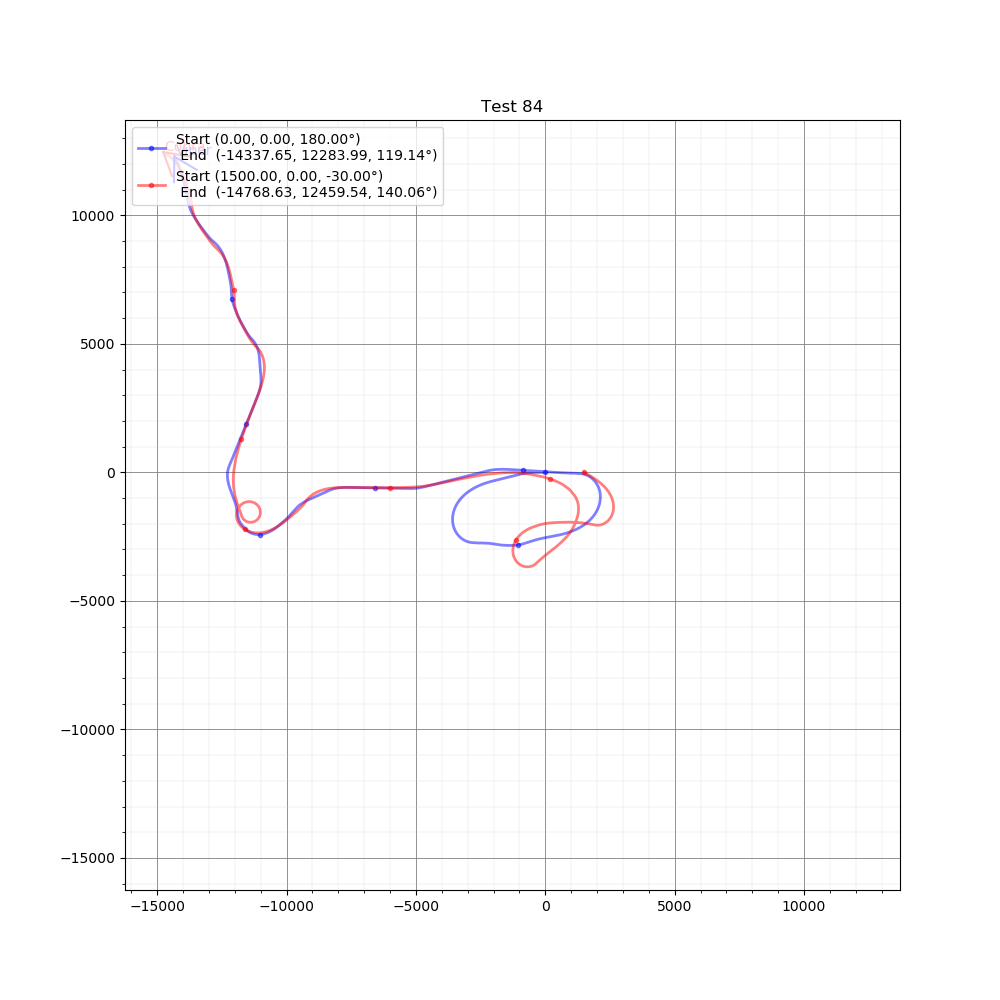 Test 84
Start (0.00, 0.00, 180.00°)
End (-14337.65, 12283.99, 119.14°)
Start (1500.00, 0.00, -30.00°)
End (-14768.63, 12459.54, 140.06°)
10000
5000
0
−5000
−10000
−15000
−15000 −10000 −5000 0 5000 10000